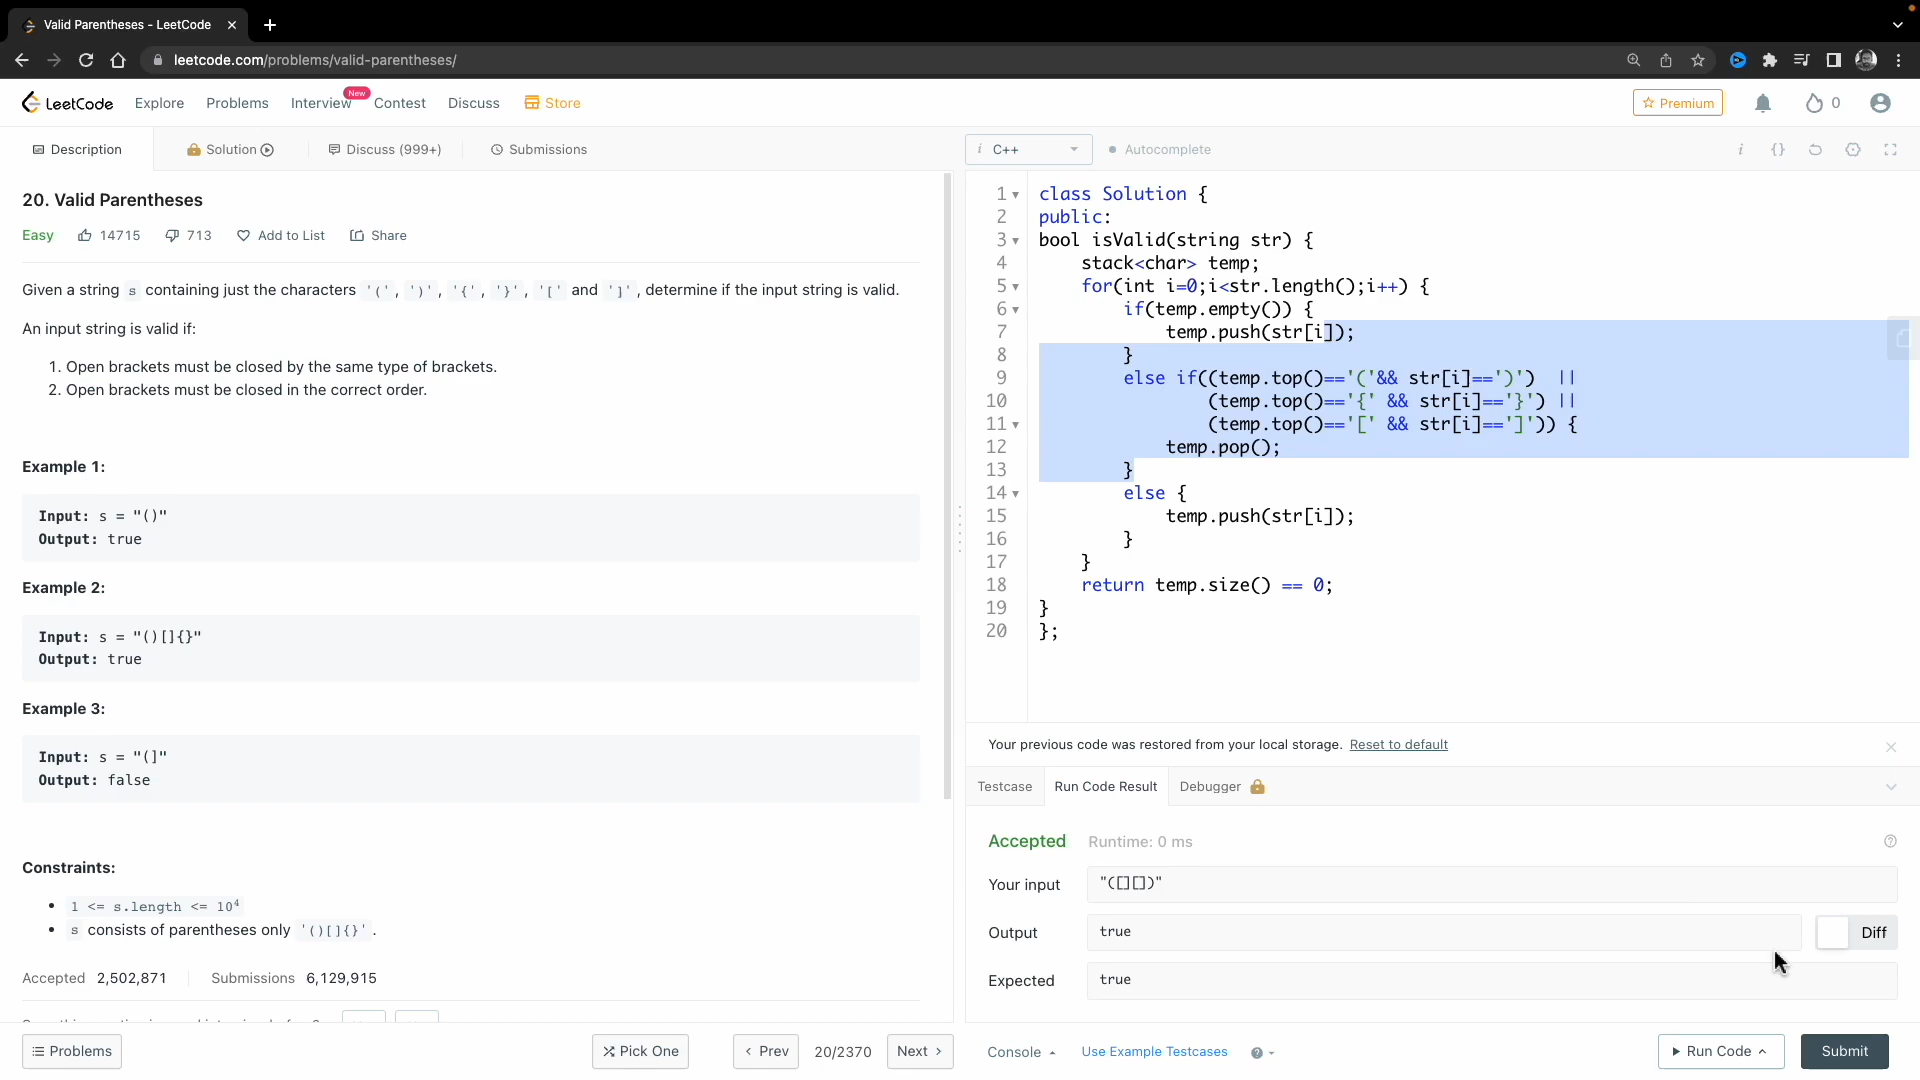 Valid Parentheses - LeetCode
leetcode.com/problems/valid-parentheses/
LeetCode Explore Problems Interview New Contest Discuss Store Premium 0
Description Solution Discuss (999+) Submissions
20. Valid Parentheses
Easy 14715 713 Add to List Share
Given a string s containing just the characters '(', ')', '{', '}', '[' and ']', determine if the input string is valid.
An input string is valid if:
1. Open brackets must be closed by the same type of brackets.
2. Open brackets must be closed in the correct order.
Example 1:
Input: s = "()"
Output: true
Example 2:
Input: s = "()[]{}"
Output: true
Example 3:
Input: s = "(]"
Output: false
Constraints:
1 <= s.length <= 10⁴
s consists of parentheses only '()[]{}'.
Accepted 2,502,871 Submissions 6,129,915
Problems Pick One Prev 20/2370 Next
i C++ Autocomplete i {}
1 class Solution {
2 public:
3 bool isValid(string str) {
4 stack<char> temp;
5 for(int i=0;i<str.length();i++) {
6 if(temp.empty()) {
7 temp.push(str[i]);
8 }
9 else if((temp.top()=='('&& str[i]==')') ||
10 (temp.top()=='{' && str[i]=='}') ||
11 (temp.top()=='[' && str[i]==']')) {
12 temp.pop();
13 }
14 else {
15 temp.push(str[i]);
16 }
17 }
18 return temp.size() == 0;
19 }
20 };
Your previous code was restored from your local storage. Reset to default
Testcase Run Code Result Debugger
Accepted Runtime: 0 ms
Your input "([][])"
Output true Diff
Expected true
Console Use Example Testcases Run Code Submit